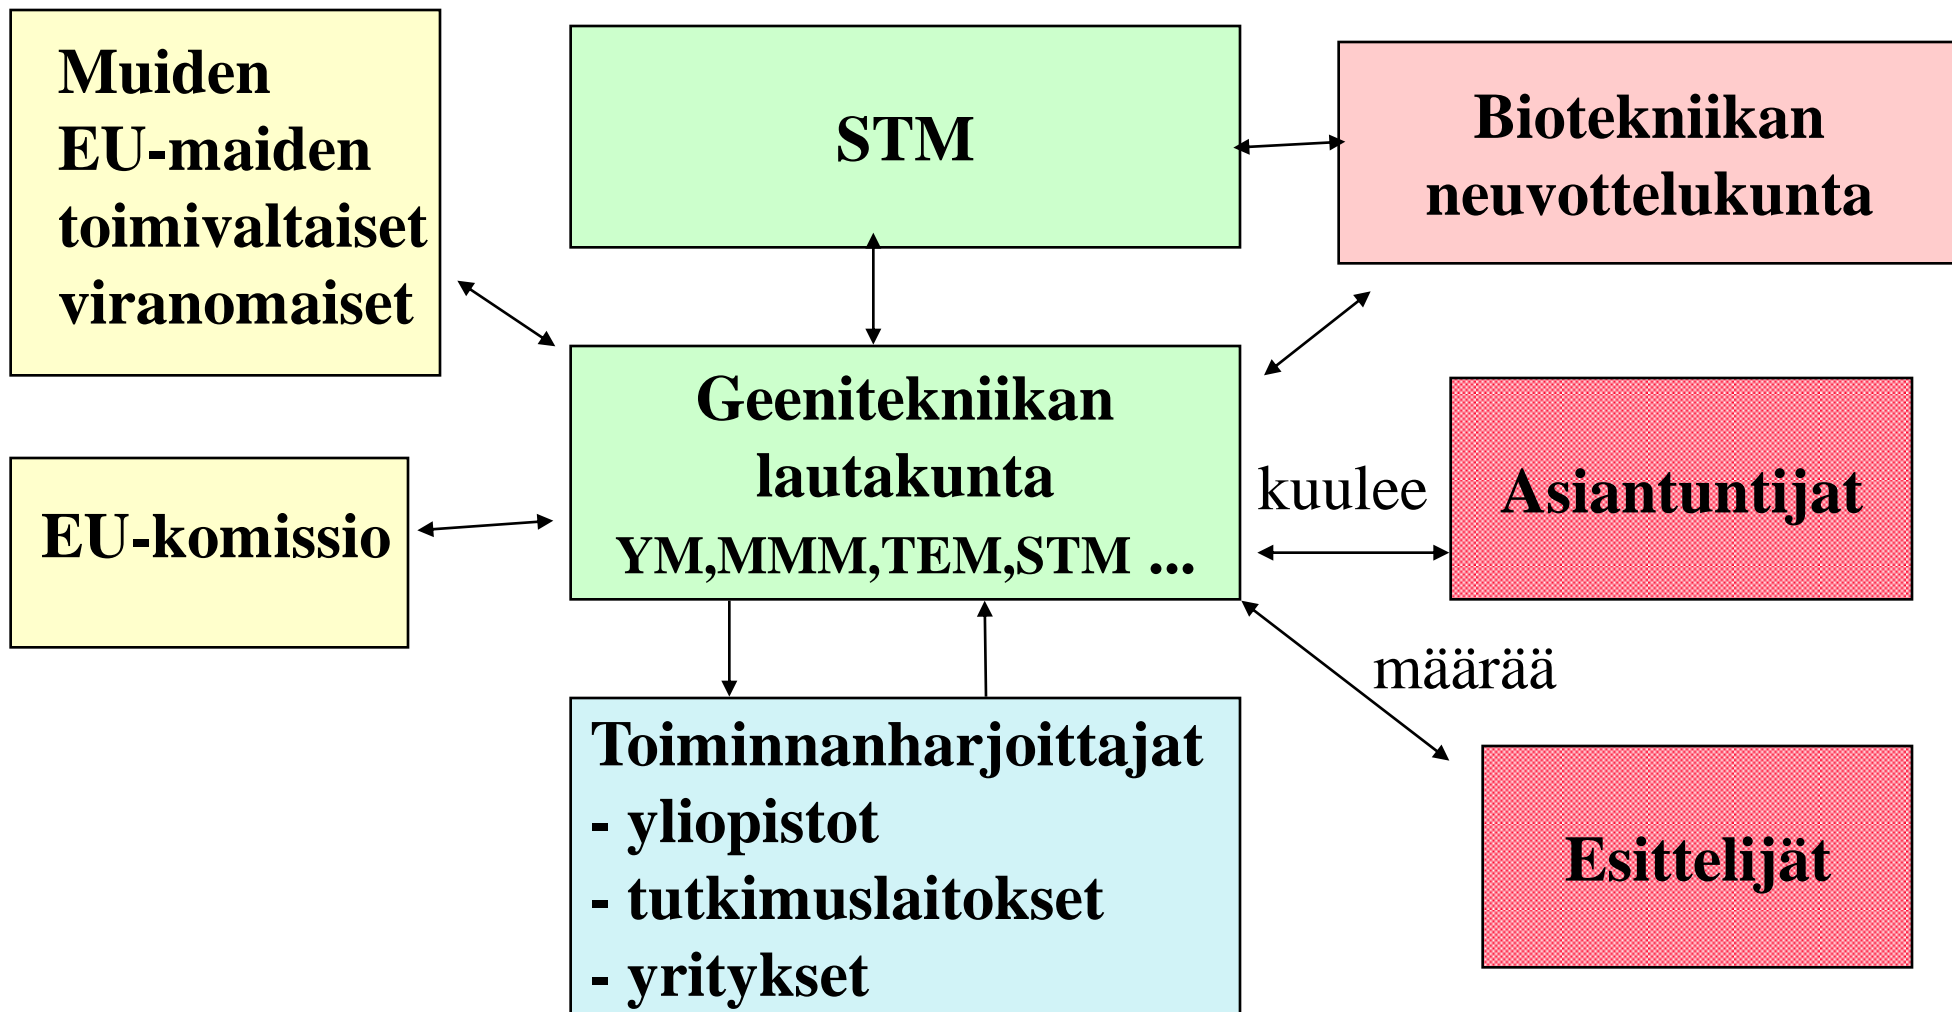 Muiden
EU-maiden
toimivaltaiset
viranomaiset
STM
Biotekniikan
neuvottelukunta
Geenitekniikan
lautakunta
YM,MMM,TEM,STM ...
EU-komissio
kuulee
Asiantuntijat
määrää
Toiminnanharjoittajat
- yliopistot
- tutkimuslaitokset
- yritykset
Esittelijät